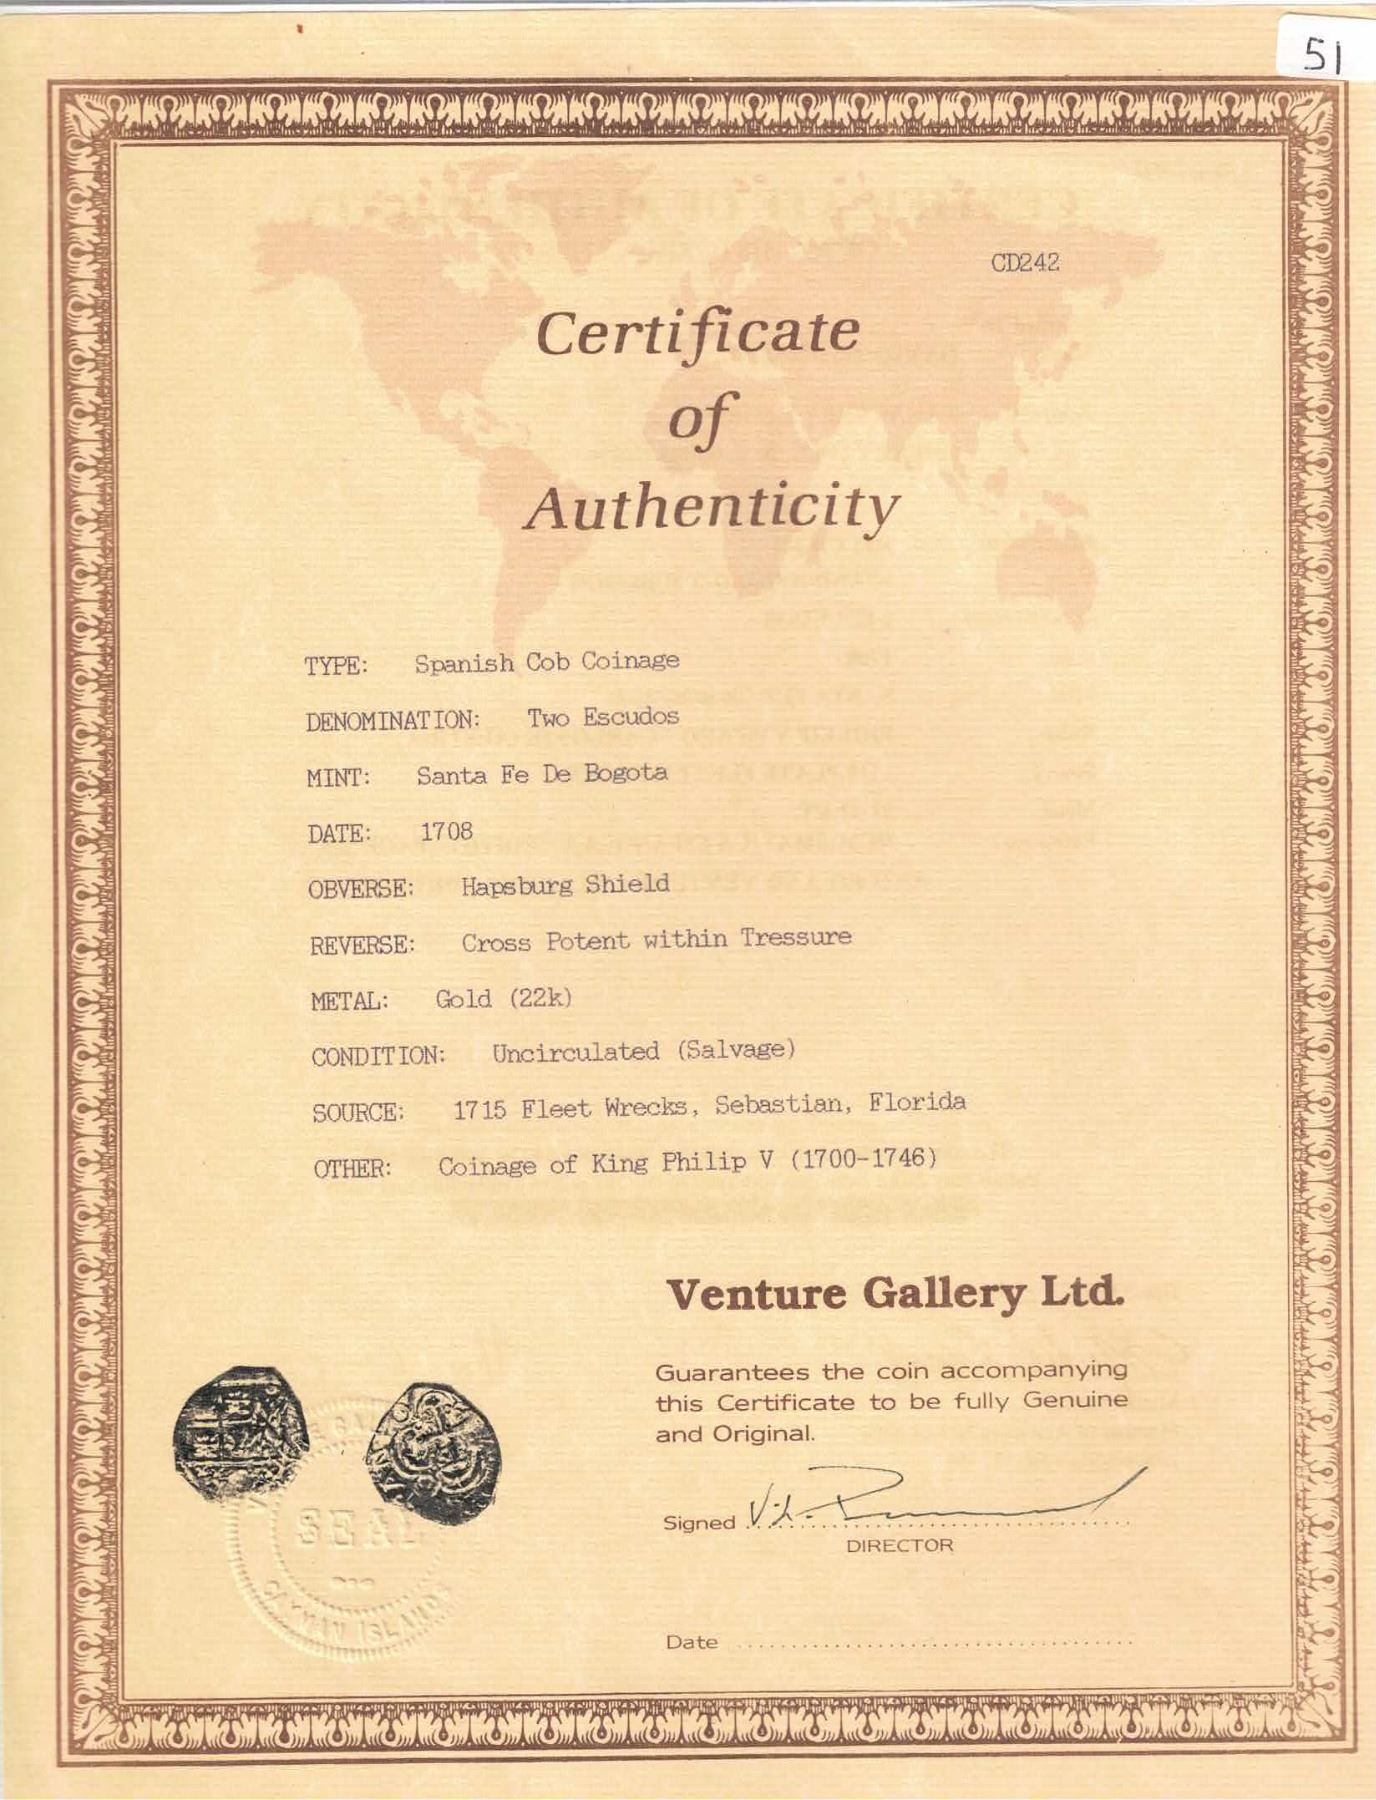 51
CD242
Certificate
of
Authenticity
TYPE: Spanish Cob Coinage
DENOMINATION: Two Escudos
MINT: Santa Fe De Bogota
DATE: 1708
OBVERSE: Hapsburg Shield
REVERSE: Cross Potent within Tressure
METAL: Gold (22k)
CONDITION: Uncirculated (Salvage)
SOURCE: 1715 Fleet Wrecks, Sebastian, Florida
OTHER: Coinage of King Philip V (1700-1746)
Venture Gallery Ltd.
Guarantees the coin accompanying
this Certificate to be fully Genuine
and Original.
Signed
DIRECTOR
Date
SEAL
CAYMAN ISLANDS